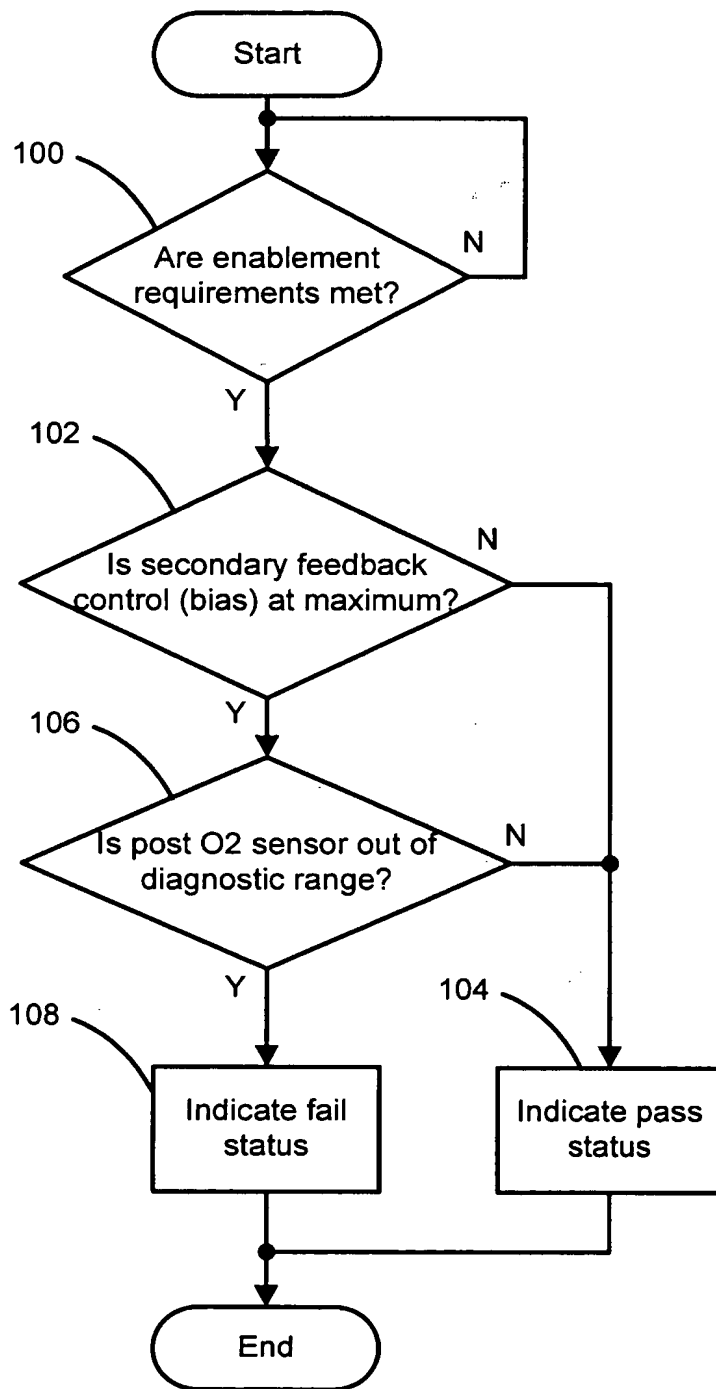 Start
100
Are enablement
requirements met?
N
Y
102
Is secondary feedback
control (bias) at maximum?
N
Y
106
Is post O2 sensor out of
diagnostic range?
N
Y
108
Indicate fail
status
104
Indicate pass
status
End